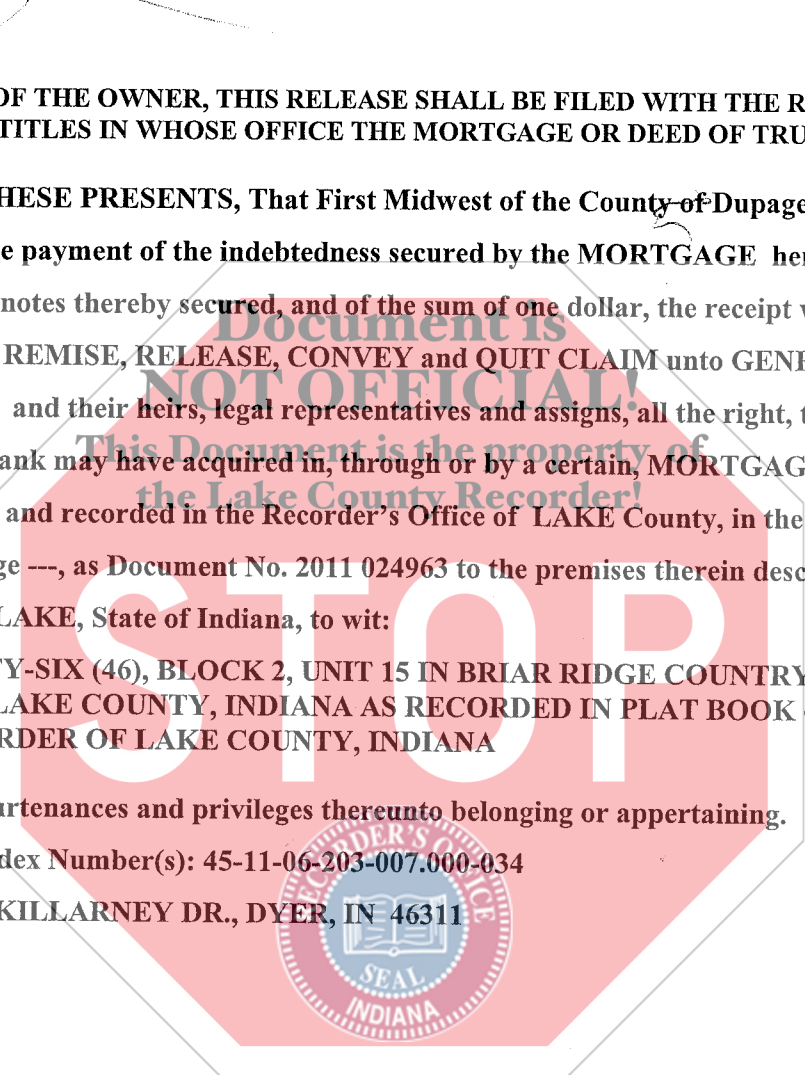 OF THE OWNER, THIS RELEASE SHALL BE FILED WITH THE R
TITLES IN WHOSE OFFICE THE MORTGAGE OR DEED OF TRU
HESE PRESENTS, That First Midwest of the County of Dupage
e payment of the indebtedness secured by the MORTGAGE her
notes thereby secured, and of the sum of one dollar, the receipt w
Document is
REMISE, RELEASE, CONVEY and QUIT CLAIM unto GENE
NOT OFFICIAL!
and their heirs, legal representatives and assigns, all the right, t
This Document is the property of
ank may have acquired in, through or by a certain, MORTGAG
the Lake County Recorder!
and recorded in the Recorder's Office of LAKE County, in the
ge ---, as Document No. 2011 024963 to the premises therein desc
LAKE, State of Indiana, to wit:
STOP
TY-SIX (46), BLOCK 2, UNIT 15 IN BRIAR RIDGE COUNTRY
LAKE COUNTY, INDIANA AS RECORDED IN PLAT BOOK
RDER OF LAKE COUNTY, INDIANA
urtenances and privileges thereunto belonging or appertaining.
dex Number(s): 45-11-06-203-007.000-034
KILLARNEY DR., DYER, IN 46311
RECORDER'S OFFICE
SEAL
INDIANA